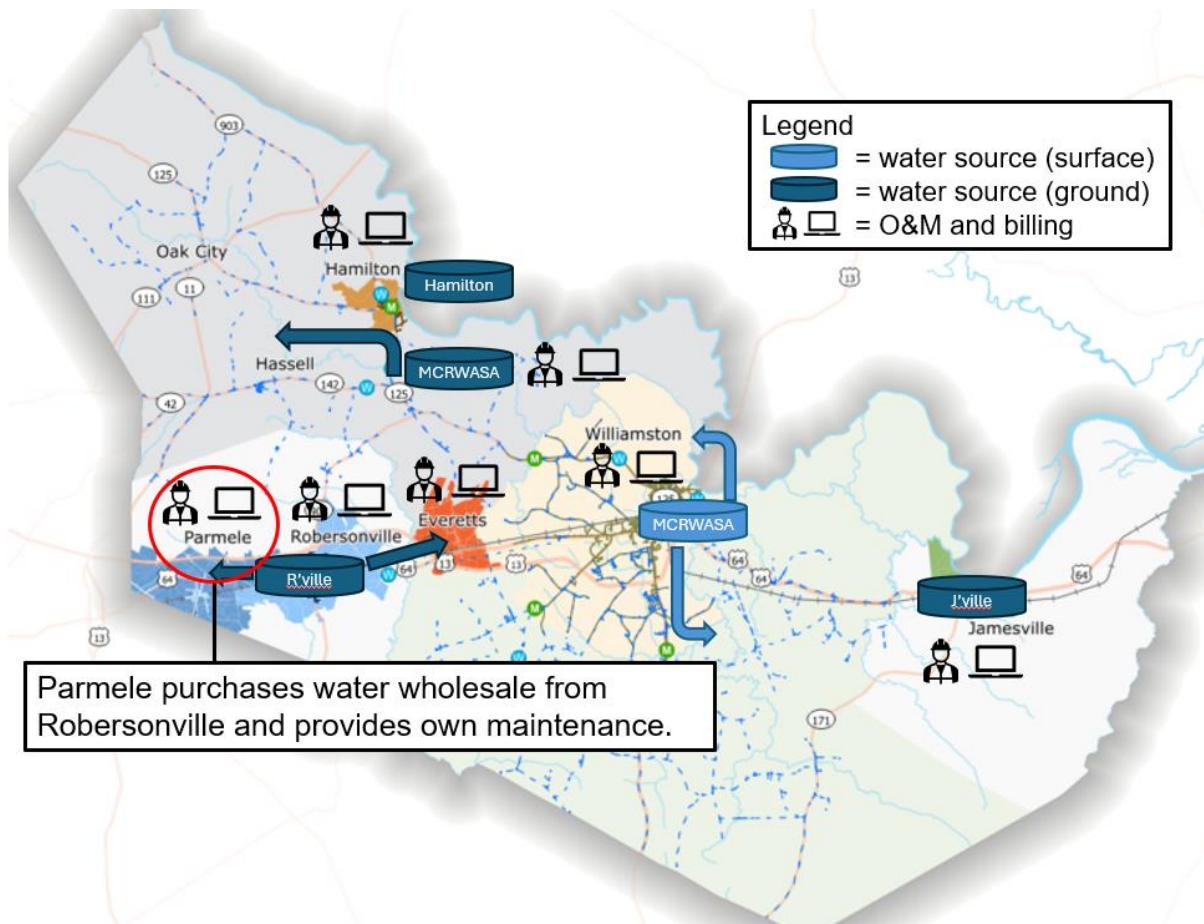 Legend
= water source (surface)
= water source (ground)
= O&M and billing
903
125
13
Oak City
Hamilton
Hamilton
W
M
111
11
Hassell
MCRWASA
142
W
125
42
Williamston
M
W
Parmele
Robersonville
Everetts
MCRWASA
64
R'ville
W
64
13
13
64
64
64
J'ville
Jamesville
13
M
M
W
171
Parmele purchases water wholesale from
Robersonville and provides own maintenance.